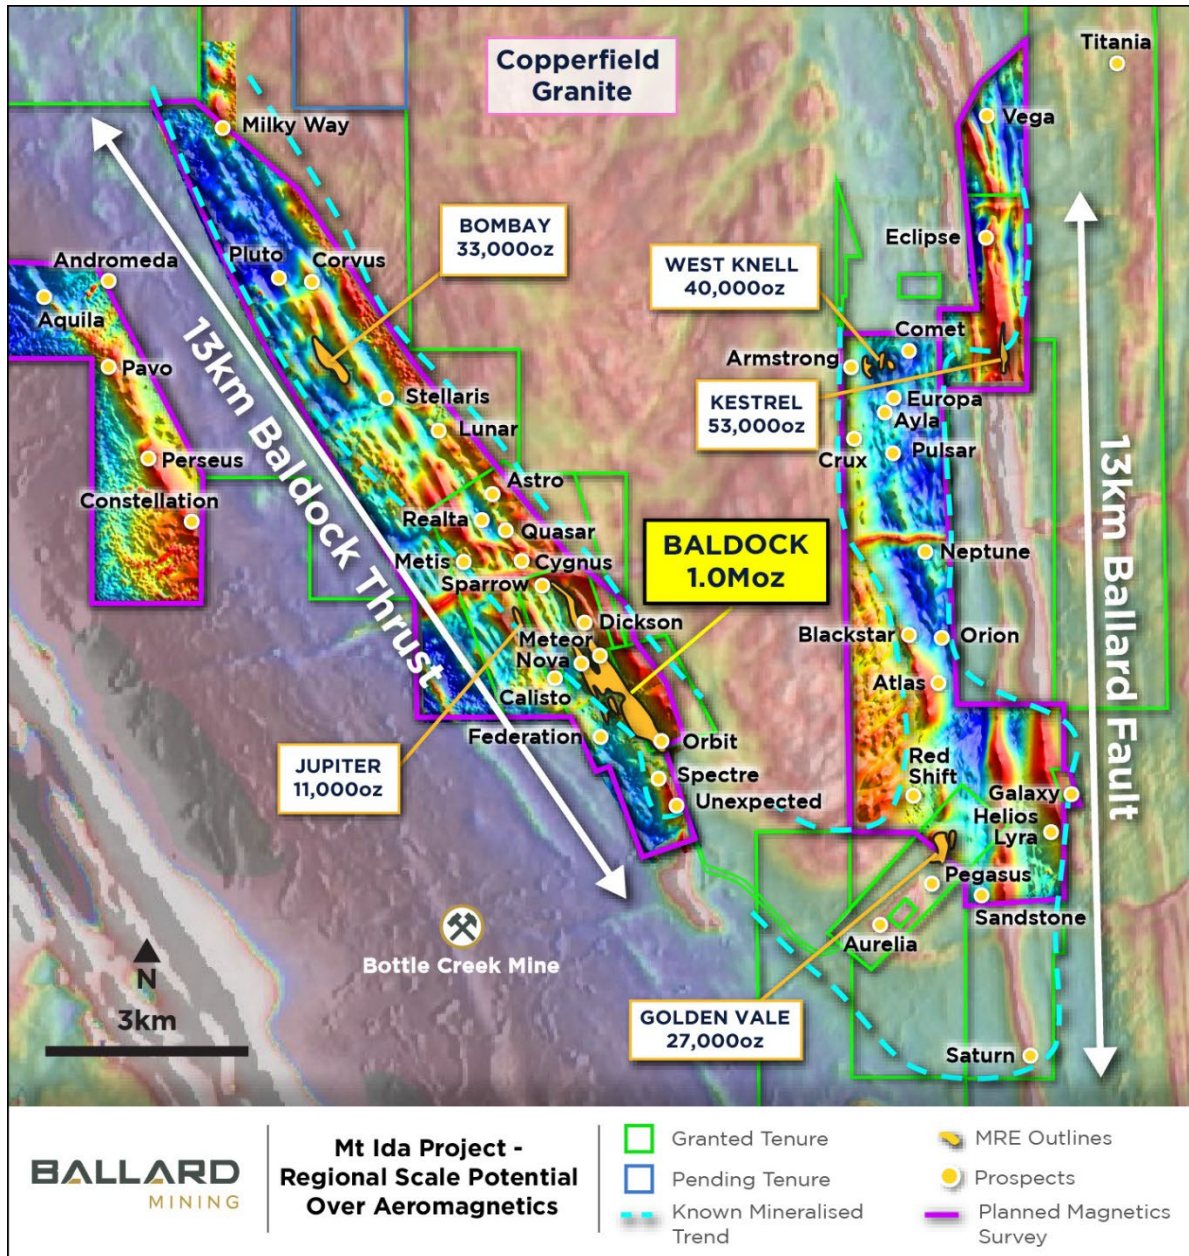 Copperfield
Granite
Titania
Milky Way
Vega
BOMBAY
33,000oz
Eclipse
Andromeda
Pluto
Corvus
WEST KNELL
40,000oz
Aquila
Comet
Pavo
Armstrong
Stellaris
KESTREL
53,000oz
Europa
Ayla
Lunar
Crux
Pulsar
Perseus
Constellation
Astro
Realta
Quasar
13km Baldock Thrust
13km Ballard Fault
Metis
Cygnus
BALDOCK
1.0Moz
Neptune
Sparrow
Dickson
Meteor
Nova
Blackstar
Orion
Calisto
Atlas
Federation
Orbit
JUPITER
11,000oz
Spectre
Unexpected
Red
Shift
Galaxy
Helios
Lyra
Pegasus
Sandstone
Aurelia
Bottle Creek Mine
N
3km
GOLDEN VALE
27,000oz
Saturn
BALLARD
MINING
Mt Ida Project -
Regional Scale Potential
Over Aeromagnetics
Granted Tenure
Pending Tenure
Known Mineralised
Trend
MRE Outlines
Prospects
Planned Magnetics
Survey